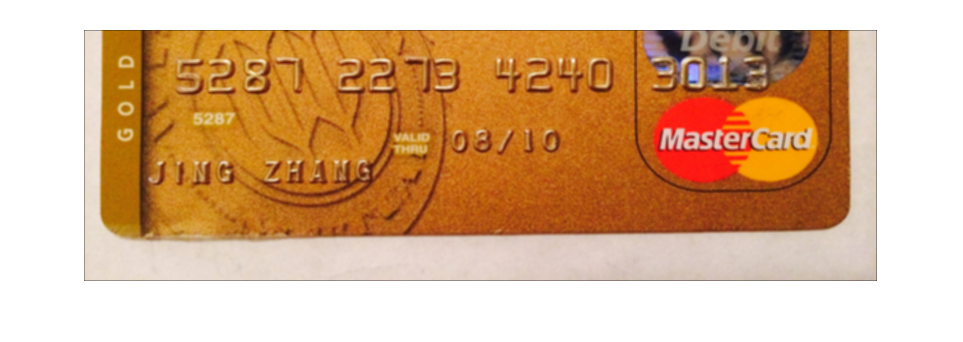 GOLD
Debit
5287 2273 4240 3013
5287
MasterCard
VALID
THRU 08/10
JING ZHANG